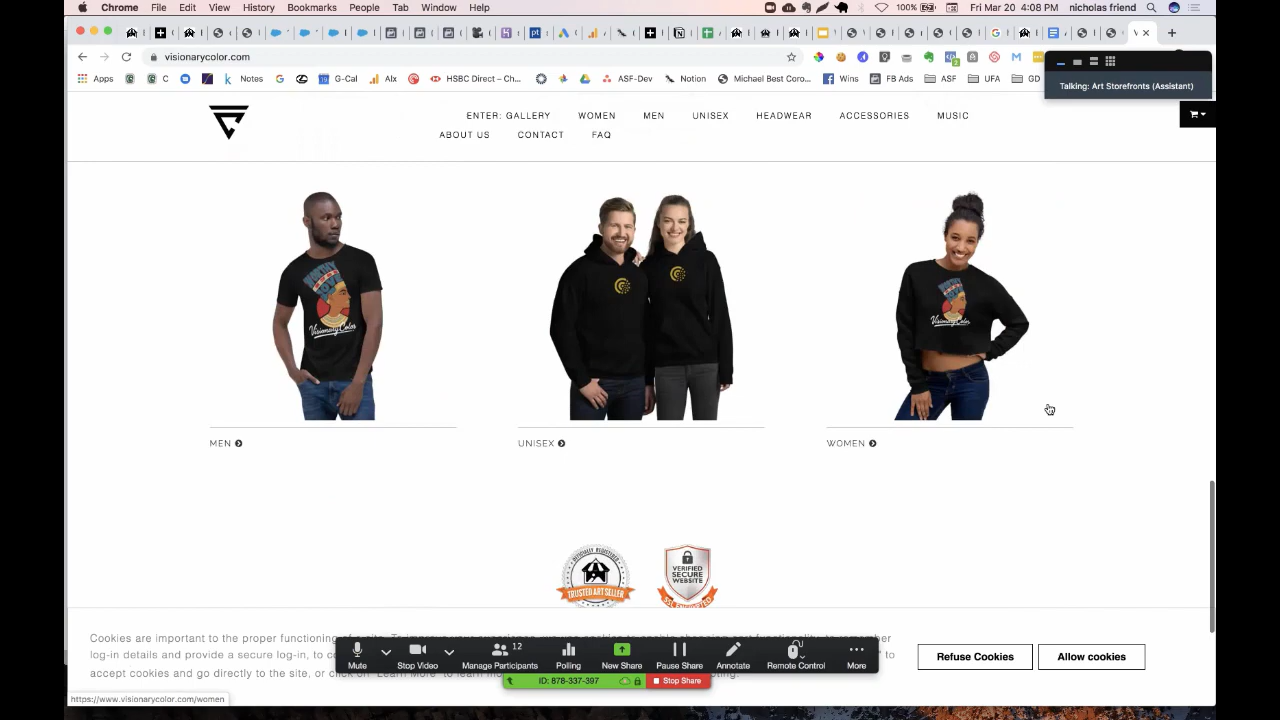 Chrome File Edit View History Bookmarks People Tab Window Help 100% Fri Mar 20 4:08 PM nicholas friend
visionarycolor.com
Apps G C Notes G-Cal Alx HSBC Direct – Ch... ASF-Dev Notion Michael Best Coro... Wins FB Ads ASF UFA GD
Talking: Art Storefronts (Assistant)
ENTER: GALLERY WOMEN MEN UNISEX HEADWEAR ACCESSORIES MUSIC
ABOUT US CONTACT FAQ
VisionaryColor
VisionaryColor
MEN UNISEX WOMEN
TRUSTED ART SELLER
VERIFIED
SECURE
WEBSITE
Cookies are important to the proper functioning
log-in details and provide a secure log-in, to
accept cookies and go directly to the site, or click
Refuse Cookies Allow cookies
12
Mute Stop Video Manage Participants Polling New Share Pause Share Annotate Remote Control More
ID: 878-337-397 Stop Share
https://www.visionarycolor.com/women